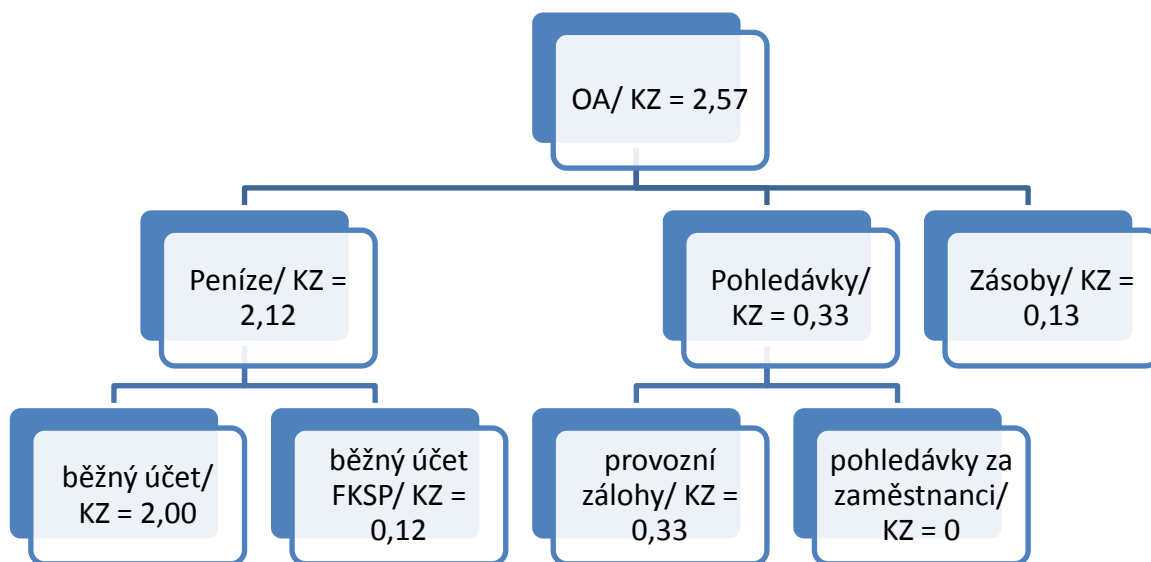 OA/ KZ = 2,57
Peníze/ KZ =
2,12
Pohledávky/
KZ = 0,33
Zásoby/ KZ =
0,13
běžný účet/
KZ = 2,00
běžný účet
FKSP/ KZ =
0,12
provozní
zálohy/ KZ =
0,33
pohledávky za
zaměstnanci/
KZ = 0